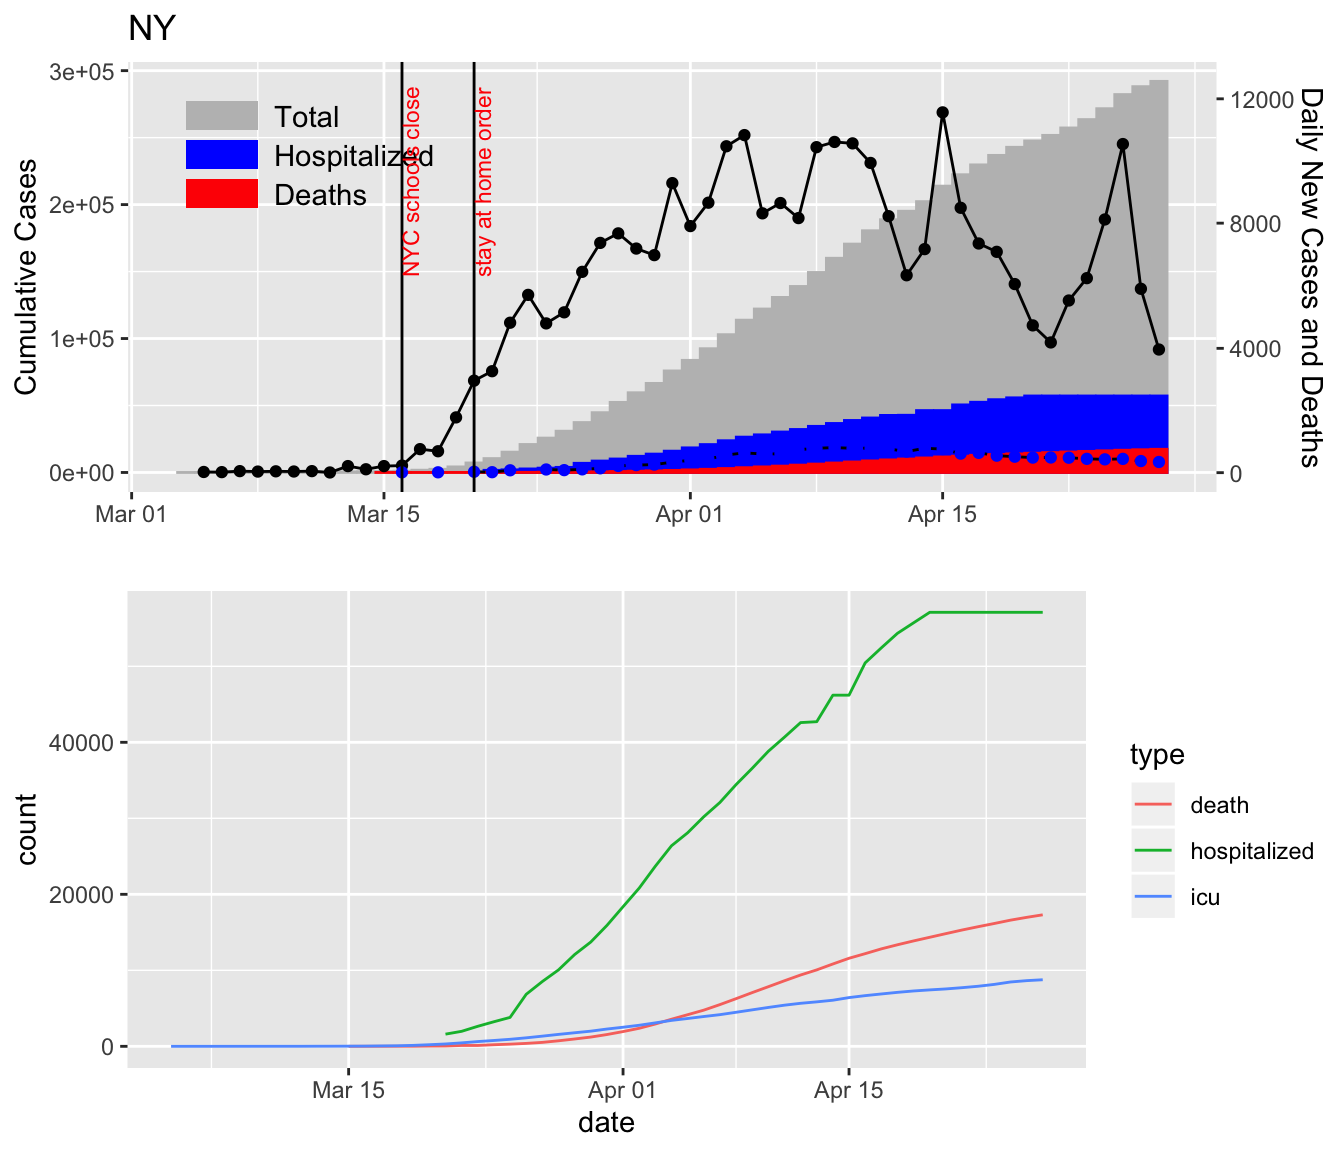 NY
3e+05
2e+05
1e+05
0e+00
Cumulative Cases
Total
Hospitalized
Deaths
NYC schools close
stay at home order
12000
8000
4000
0
Daily New Cases and Deaths
Mar 01
Mar 15
Apr 01
Apr 15
40000
20000
0
count
Mar 15
Apr 01
Apr 15
date
type
death
hospitalized
icu